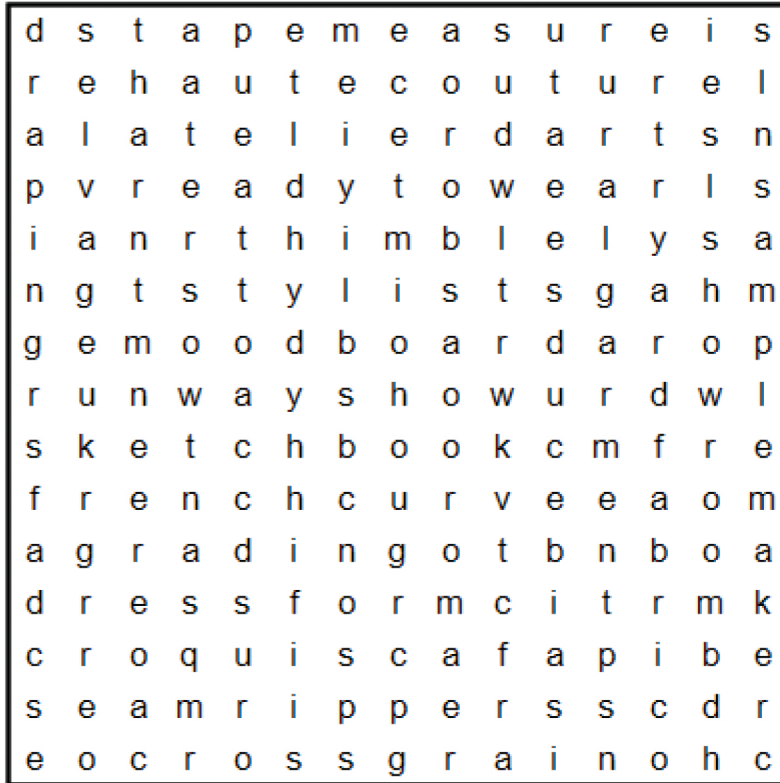 d s t a p e m e a s u r e i s
r e h a u t e c o u t u r e l
a l a t e l i e r d a r t s n
p v r e a d y t o w e a r l s
i a n r t h i m b l e l y s a
n g t s t y l i s t s g a h m
g e m o o d b o a r d a r o p
r u n w a y s h o w u r d w l
s k e t c h b o o k c m f r e
f r e n c h c u r v e e a o m
a g r a d i n g o t b n b o a
d r e s s f o r m c i t r m k
c r o q u i s c a f a p i b e
s e a m r i p p e r s s c d r
e o c r o s s g r a i n o h c